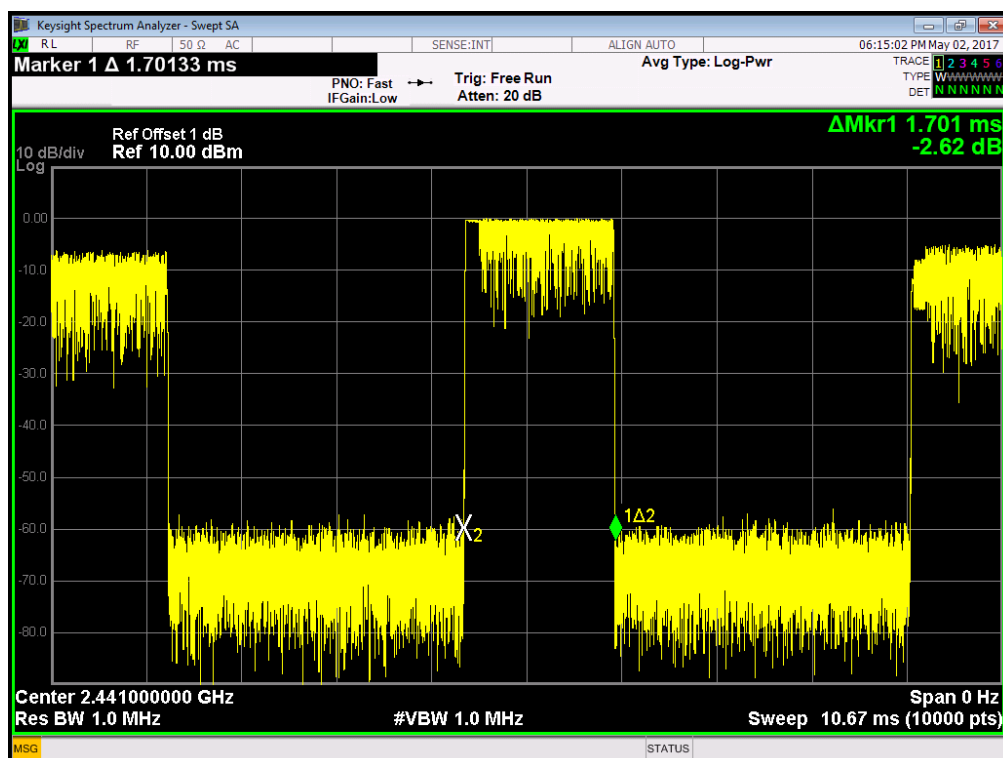 Keysight Spectrum Analyzer - Swept SA
LXI RL RF 50 Ω AC SENSE:INT ALIGN AUTO 06:15:02 PM May 02, 2017
Marker 1 Δ 1.70133 ms
PNO: Fast
IFGain:Low
Trig: Free Run
Atten: 20 dB
Avg Type: Log-Pwr
TRACE 1 2 3 4 5 6
TYPE WWWWWW
DET N N N N N N
ΔMkr1 1.701 ms
-2.62 dB
Ref Offset 1 dB
10 dB/div Ref 10.00 dBm
Log
0.00
-10.0
-20.0
-30.0
-40.0
-50.0
-60.0
-70.0
-80.0
2
1Δ2
Center 2.441000000 GHz Span 0 Hz
Res BW 1.0 MHz #VBW 1.0 MHz Sweep 10.67 ms (10000 pts)
MSG STATUS